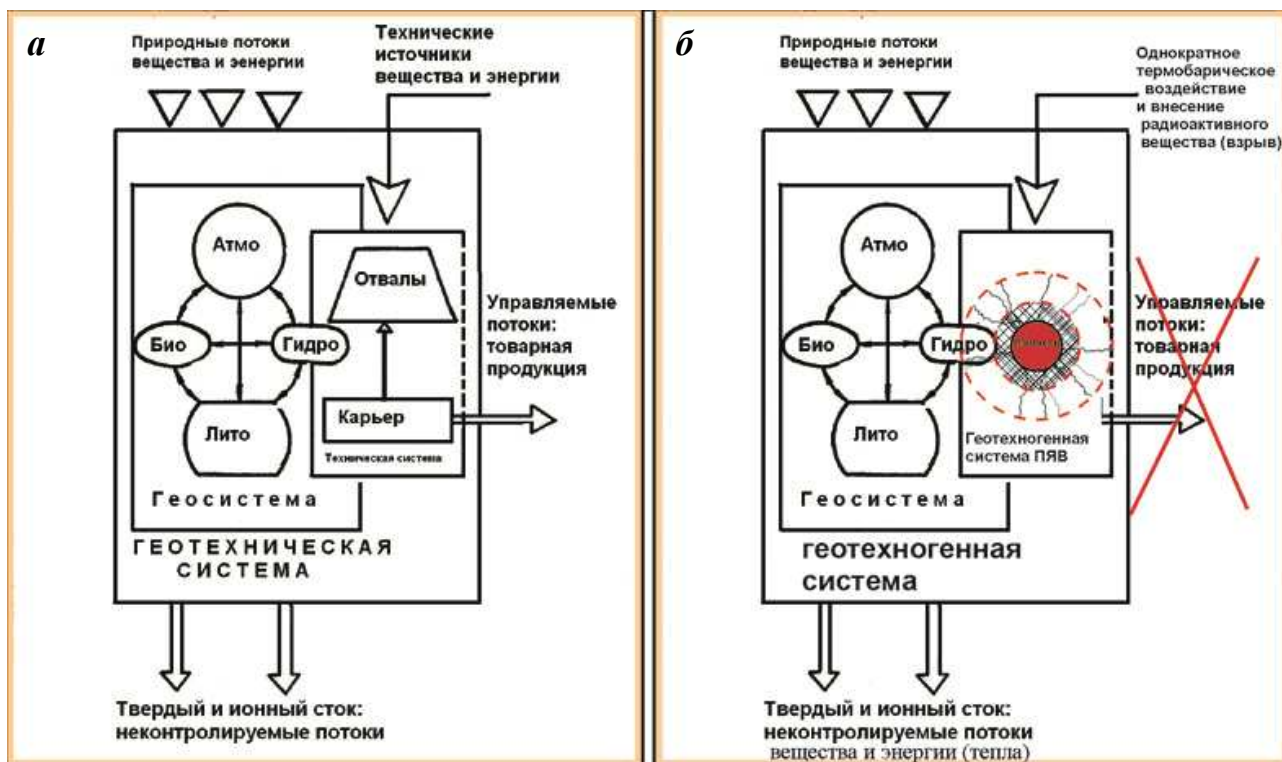 а
Природные потоки
вещества и эенергии
Технические
источники
вещества и энергии
Атмо
Био
Гидро
Лито
Отвалы
Карьер
Техническая система
Управляемые
потоки:
товарная
продукция
Геосистема
ГЕОТЕХНИЧЕСКАЯ
СИСТЕМА
Твердый и ионный сток:
неконтролируемые потоки
б
Природные потоки
вещества и эенергии
Однократное
термобарическое
воздействие
и внесение
радиоактивного
вещества (взрыв)
Атмо
Био
Гидро
Лито
Геотехногенная
система ПЯВ
Управляемые
потоки:
товарная
продукция
Геосистема
геотехногенная
система
Твердый и ионный сток:
неконтролируемые потоки
вещества и энергии (тепла)